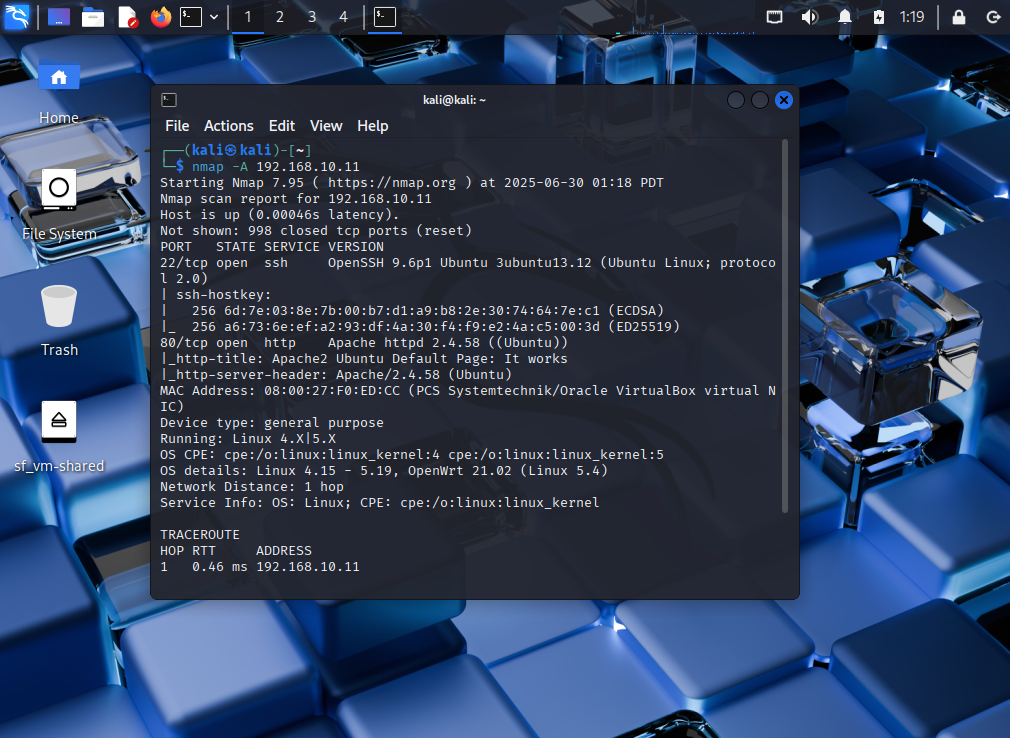 1 2 3 4 1:19
Home
File System
Trash
sf_vm-shared
kali@kali: ~
File Actions Edit View Help
┌──(kali㉿kali)-[~]
└─$ nmap -A 192.168.10.11
Starting Nmap 7.95 ( https://nmap.org ) at 2025-06-30 01:18 PDT
Nmap scan report for 192.168.10.11
Host is up (0.00046s latency).
Not shown: 998 closed tcp ports (reset)
PORT   STATE SERVICE VERSION
22/tcp open  ssh     OpenSSH 9.6p1 Ubuntu 3ubuntu13.12 (Ubuntu Linux; protoco
l 2.0)
| ssh-hostkey:
|   256 6d:7e:03:8e:7b:00:b7:d1:a9:b8:2e:30:74:64:7e:c1 (ECDSA)
|_  256 a6:73:6e:ef:a2:93:df:4a:30:f4:f9:e2:4a:c5:00:3d (ED25519)
80/tcp open  http    Apache httpd 2.4.58 ((Ubuntu))
|_http-title: Apache2 Ubuntu Default Page: It works
|_http-server-header: Apache/2.4.58 (Ubuntu)
MAC Address: 08:00:27:F0:ED:CC (PCS Systemtechnik/Oracle VirtualBox virtual N
IC)
Device type: general purpose
Running: Linux 4.X|5.X
OS CPE: cpe:/o:linux:linux_kernel:4 cpe:/o:linux:linux_kernel:5
OS details: Linux 4.15 - 5.19, OpenWrt 21.02 (Linux 5.4)
Network Distance: 1 hop
Service Info: OS: Linux; CPE: cpe:/o:linux:linux_kernel
TRACEROUTE
HOP RTT     ADDRESS
1   0.46 ms 192.168.10.11